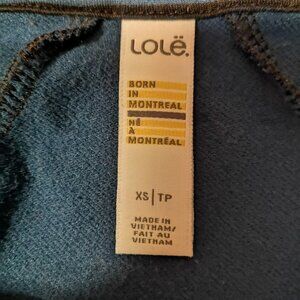 LOLË.
BORN
IN
MONTREAL
NÉ
À
MONTRÉAL
XS | TP
MADE IN
VIETNAM/
FAIT AU
VIETNAM